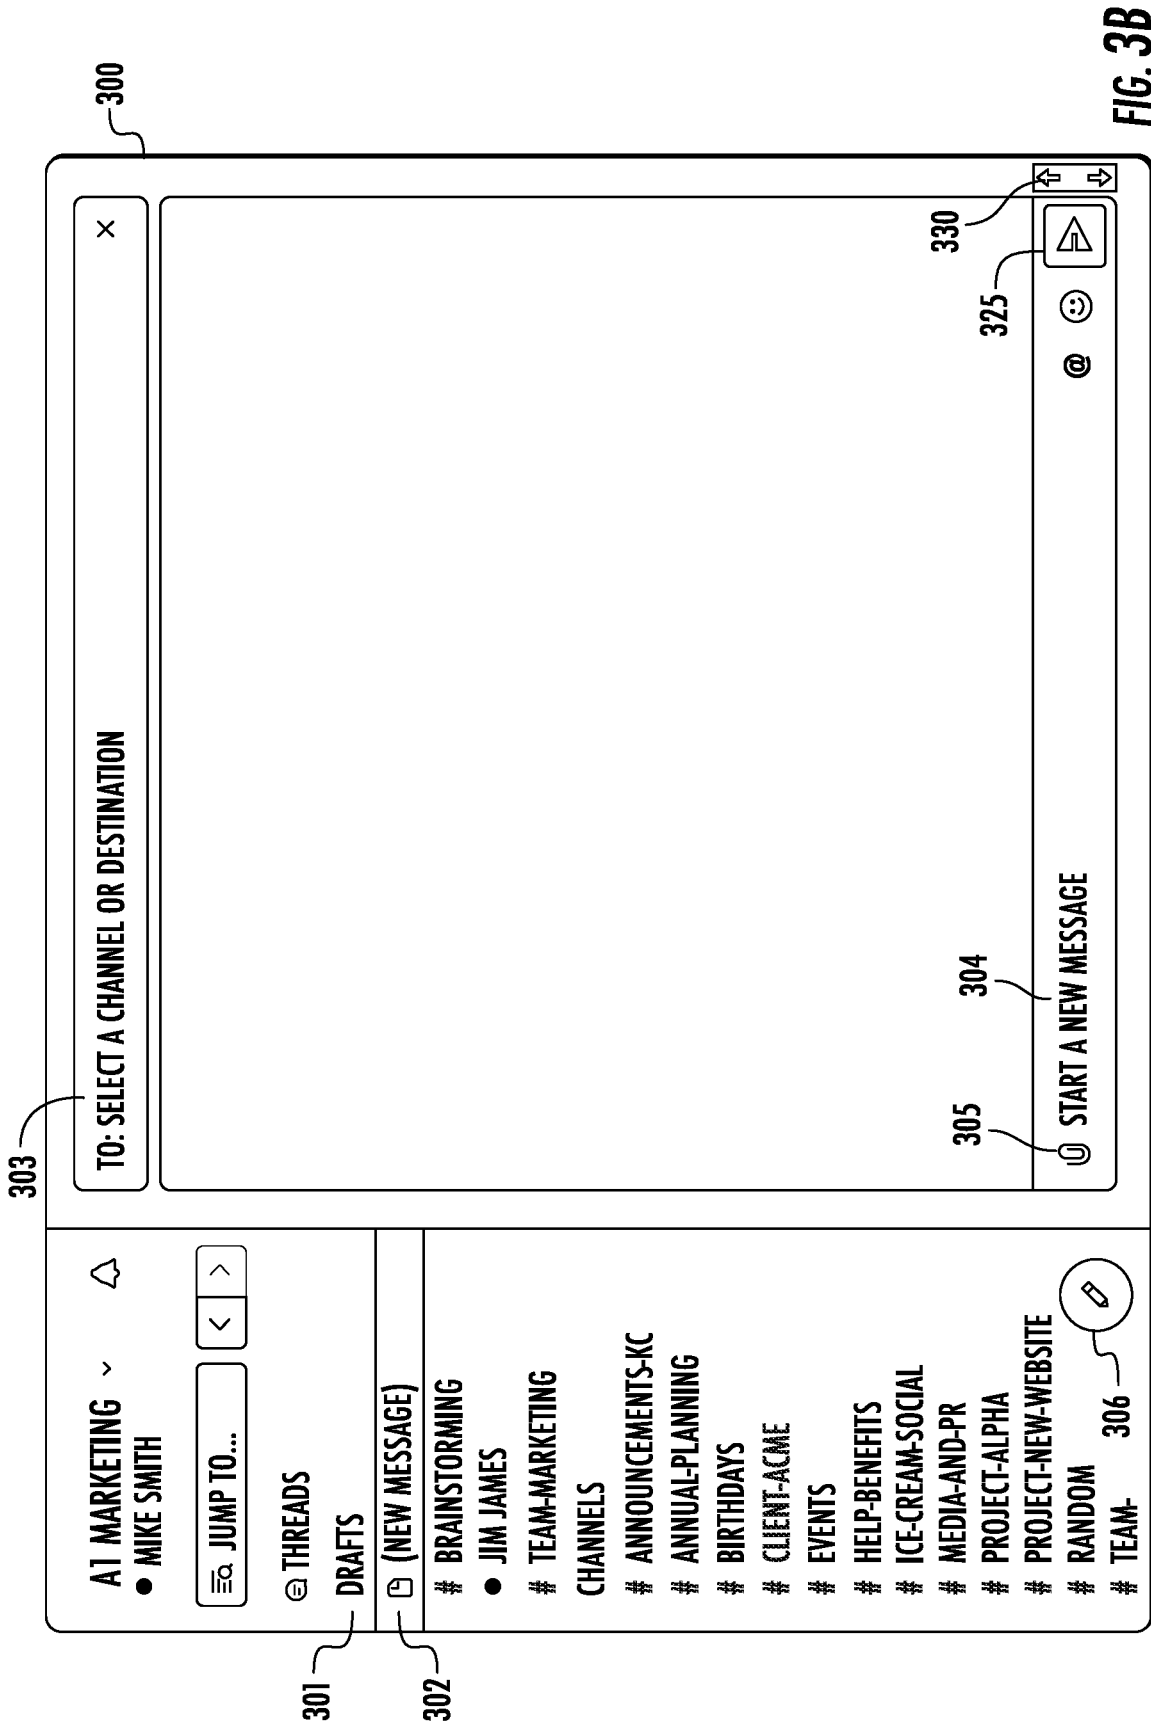 300
303
TO: SELECT A CHANNEL OR DESTINATION
×
A1 MARKETING
MIKE SMITH
JUMP TO...
< >
THREADS
301
DRAFTS
302
(NEW MESSAGE)
# BRAINSTORMING
JIM JAMES
# TEAM-MARKETING
CHANNELS
# ANNOUNCEMENTS-KC
# ANNUAL-PLANNING
# BIRTHDAYS
# CLIENT-ACME
# EVENTS
# HELP-BENEFITS
# ICE-CREAM-SOCIAL
# MEDIA-AND-PR
# PROJECT-ALPHA
# PROJECT-NEW-WEBSITE
# RANDOM
# TEAM-
306
305
304
START A NEW MESSAGE
@
325
330
FIG. 3B